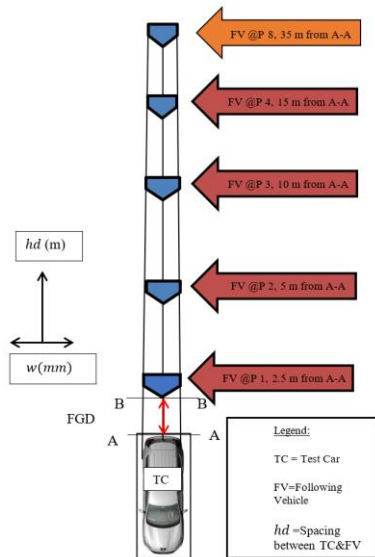 FV @P 8, 35 m from A-A
FV @P 4, 15 m from A-A
FV @P 3, 10 m from A-A
hd (m)
FV @P 2, 5 m from A-A
w(mm)
FV @P 1, 2.5 m from A-A
B B
FGD
A A
TC
Legend:
TC = Test Car
FV=Following
Vehicle
hd =Spacing
between TC&FV